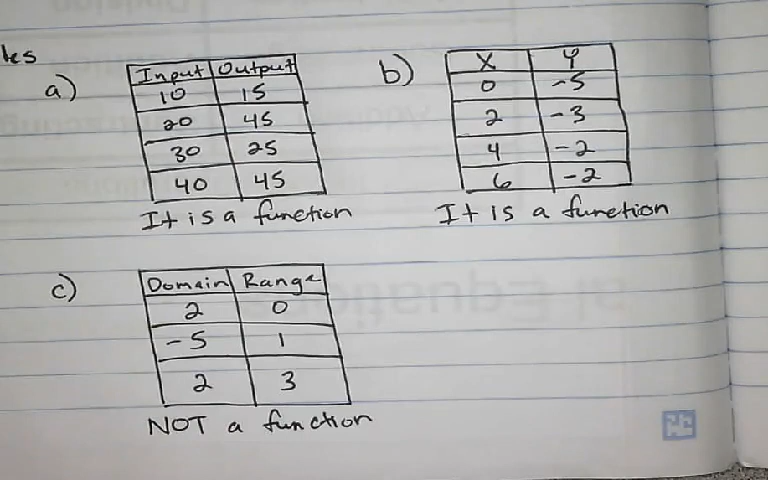 les
a)
Input Output
10 15
20 45
30 25
40 45
It is a function
b)
X Y
0 -5
2 -3
4 -2
6 -2
It is a function
c)
Domain Range
2 0
-5 1
2 3
NOT a function